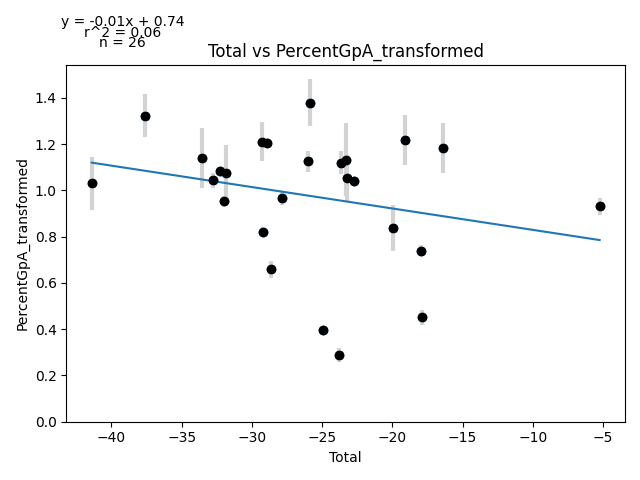 y = -0.01x + 0.74
r^2 = 0.06
n = 26
Total vs PercentGpA_transformed
PercentGpA_transformed
1.4
1.2
1.0
0.8
0.6
0.4
0.2
0.0
−40
−35
−30
−25
−20
−15
−10
−5
Total